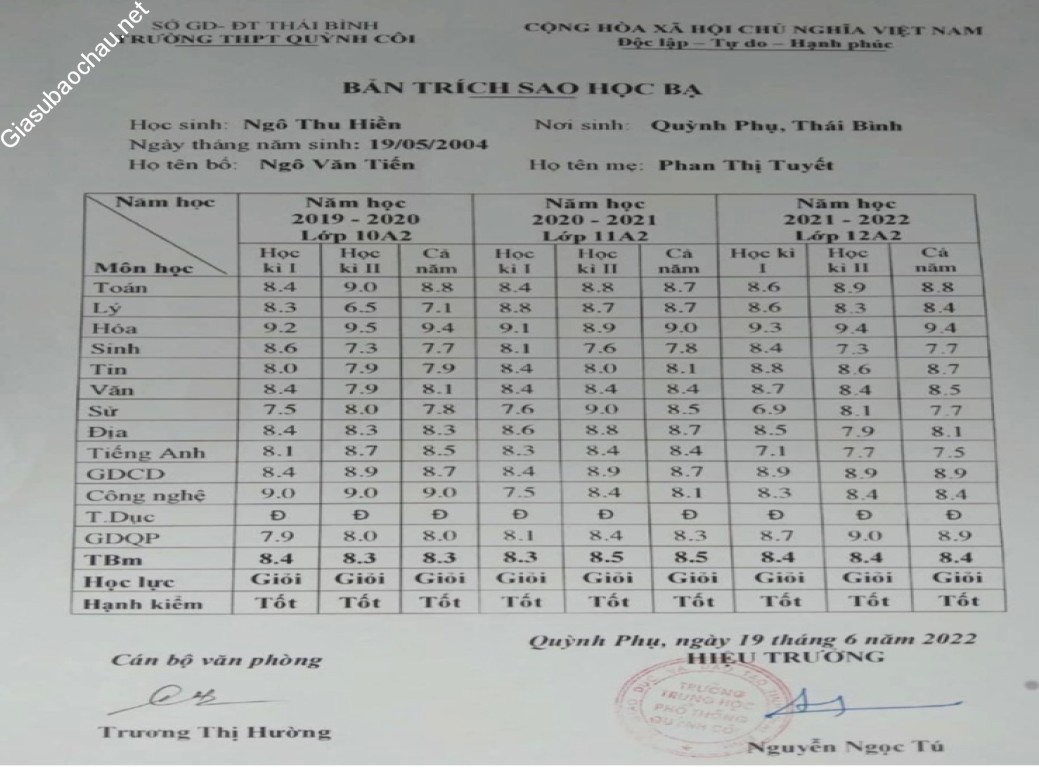 Giasubaochau.net
SỞ GD- ĐT THÁI BÌNH
TRƯỜNG THPT QUỲNH CÔI
CỘNG HÒA XÃ HỘI CHỦ NGHĨA VIỆT NAM
Độc lập – Tự do – Hạnh phúc
BẢN TRÍCH SAO HỌC BẠ
Học sinh: Ngô Thu Hiền Nơi sinh: Quỳnh Phụ, Thái Bình
Ngày tháng năm sinh: 19/05/2004
Họ tên bố: Ngô Văn Tiến Họ tên mẹ: Phan Thị Tuyết
Năm học Năm học 2019 - 2020 Lớp 10A2 Năm học 2020 - 2021 Lớp 11A2 Năm học 2021 - 2022 Lớp 12A2
Môn học Học kì I Học kì II Cả năm Học kì I Học kì II Cả năm Học kì I Học kì II Cả năm
Toán 8.4 9.0 8.8 8.4 8.8 8.7 8.6 8.9 8.8
Lý 8.3 6.5 7.1 8.8 8.7 8.7 8.6 8.3 8.4
Hóa 9.2 9.5 9.4 9.1 8.9 9.0 9.3 9.4 9.4
Sinh 8.6 7.3 7.7 8.1 7.6 7.8 8.4 7.3 7.7
Tin 8.0 7.9 7.9 8.4 8.0 8.1 8.8 8.6 8.7
Văn 8.4 7.9 8.1 8.4 8.4 8.4 8.7 8.4 8.5
Sử 7.5 8.0 7.8 7.6 9.0 8.5 6.9 8.1 7.7
Địa 8.4 8.3 8.3 8.6 8.8 8.7 8.5 7.9 8.1
Tiếng Anh 8.1 8.7 8.5 8.3 8.4 8.4 7.1 7.7 7.5
GDCD 8.4 8.9 8.7 8.4 8.9 8.7 8.9 8.9 8.9
Công nghệ 9.0 9.0 9.0 7.5 8.4 8.1 8.3 8.4 8.4
T.Dục Đ Đ Đ Đ Đ Đ Đ Đ Đ
GDQP 7.9 8.0 8.0 8.1 8.4 8.3 8.7 9.0 8.9
TBm 8.4 8.3 8.3 8.3 8.5 8.5 8.4 8.4 8.4
Học lực Giỏi Giỏi Giỏi Giỏi Giỏi Giỏi Giỏi Giỏi Giỏi
Hạnh kiểm Tốt Tốt Tốt Tốt Tốt Tốt Tốt Tốt Tốt
Quỳnh Phụ, ngày 19 tháng 6 năm 2022
Cán bộ văn phòng HIỆU TRƯỞNG
TRƯỜNG
TRUNG HỌC
PHỔ THÔNG
QUỲNH CÔI
Trương Thị Hường Nguyễn Ngọc Tú